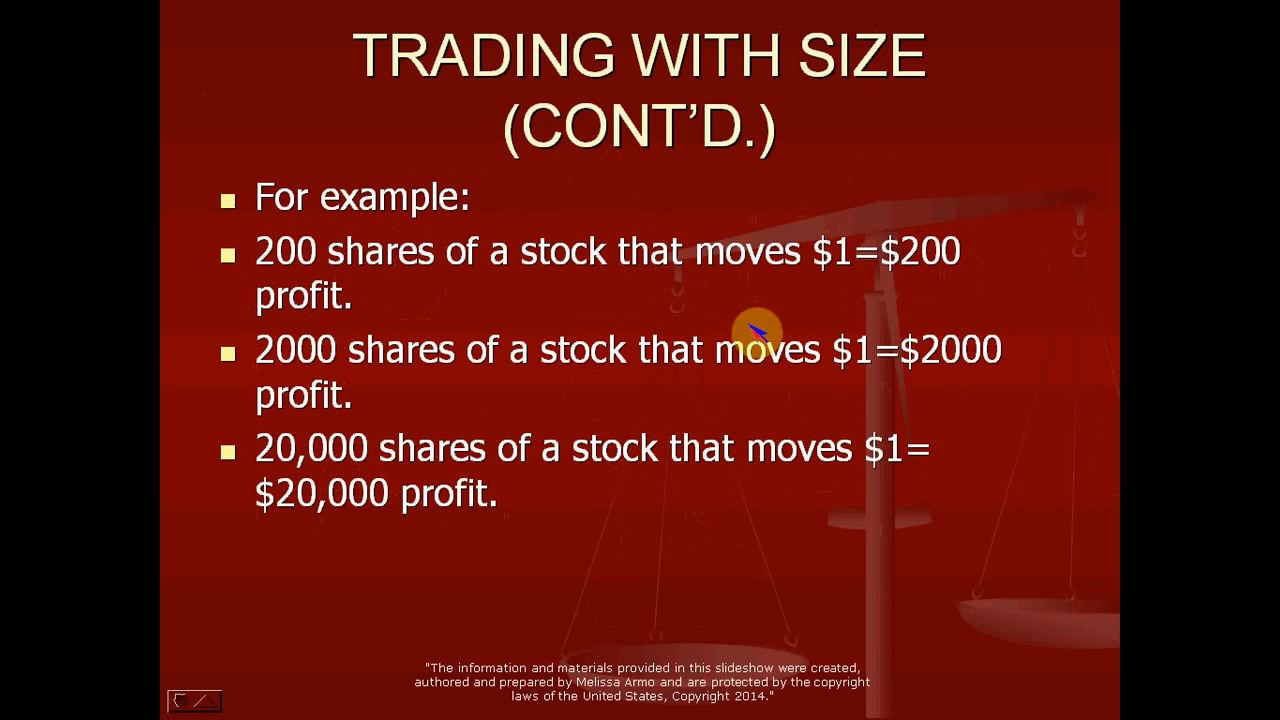 TRADING WITH SIZE
(CONT’D.)
For example:
200 shares of a stock that moves $1=$200
profit.
2000 shares of a stock that moves $1=$2000
profit.
20,000 shares of a stock that moves $1=
$20,000 profit.
"The information and materials provided in this slideshow were created,
authored and prepared by Melissa Armo and are protected by the copyright
laws of the United States, Copyright 2014."